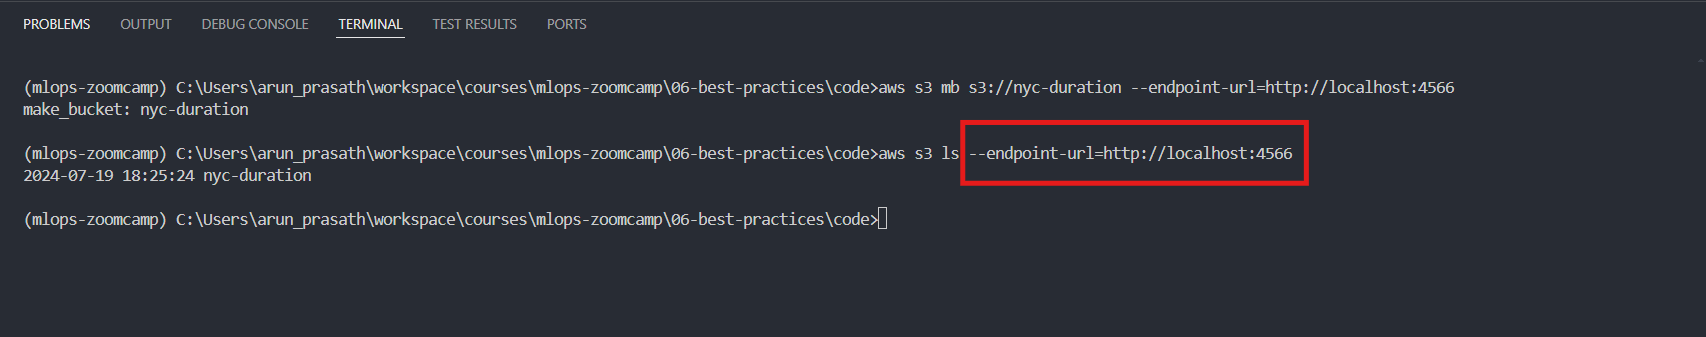 PROBLEMS OUTPUT DEBUG CONSOLE TERMINAL TEST RESULTS PORTS
(mlops-zoomcamp) C:\Users\arun_prasath\workspace\courses\mlops-zoomcamp\06-best-practices\code>aws s3 mb s3://nyc-duration --endpoint-url=http://localhost:4566
make_bucket: nyc-duration
(mlops-zoomcamp) C:\Users\arun_prasath\workspace\courses\mlops-zoomcamp\06-best-practices\code>aws s3 ls --endpoint-url=http://localhost:4566
2024-07-19 18:25:24 nyc-duration
(mlops-zoomcamp) C:\Users\arun_prasath\workspace\courses\mlops-zoomcamp\06-best-practices\code>